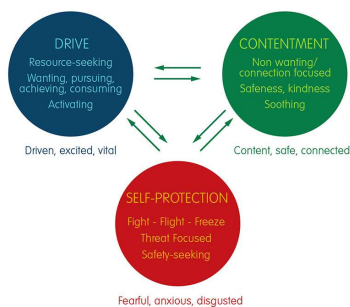 DRIVE
Resource-seeking
Wanting, pursuing,
achieving, consuming
Activating
Driven, excited, vital
CONTENTMENT
Non wanting/
connection focused
Safeness, kindness
Soothing
Content, safe, connected
SELF-PROTECTION
Fight - Flight - Freeze
Threat Focused
Safety-seeking
Fearful, anxious, disgusted